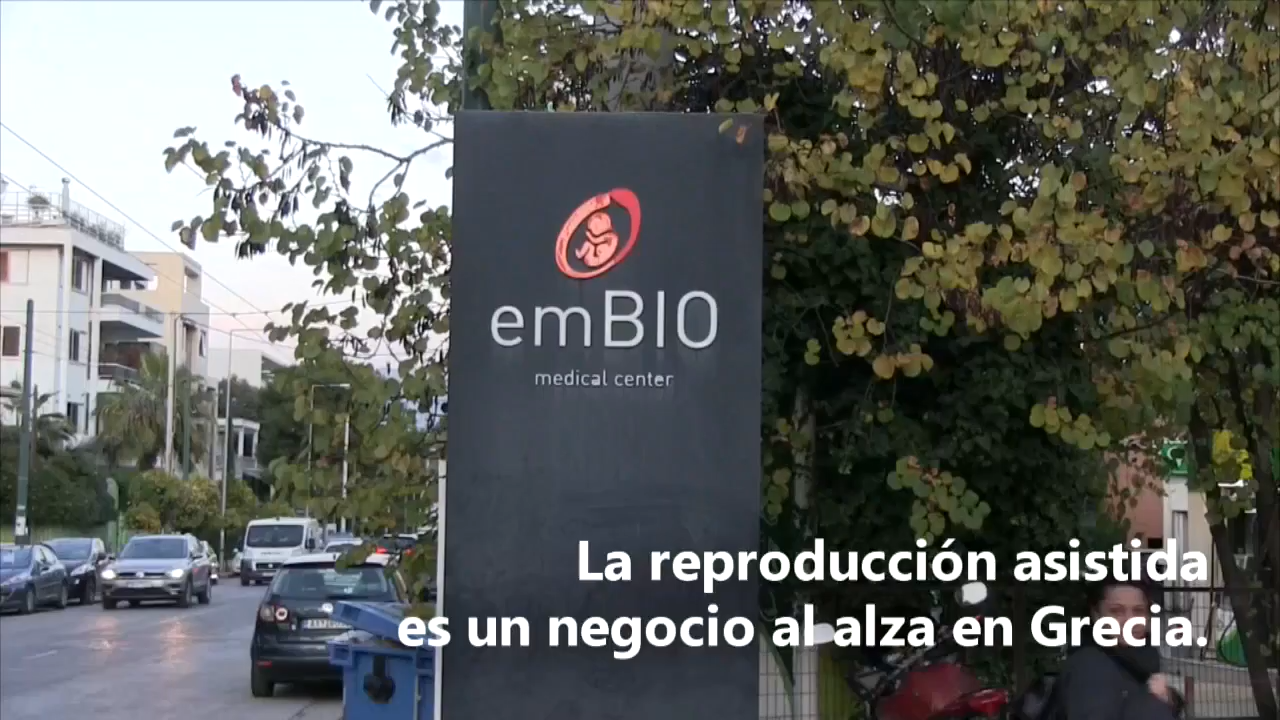 emBIO
medical center
La reproducción asistida
es un negocio al alza en Grecia.